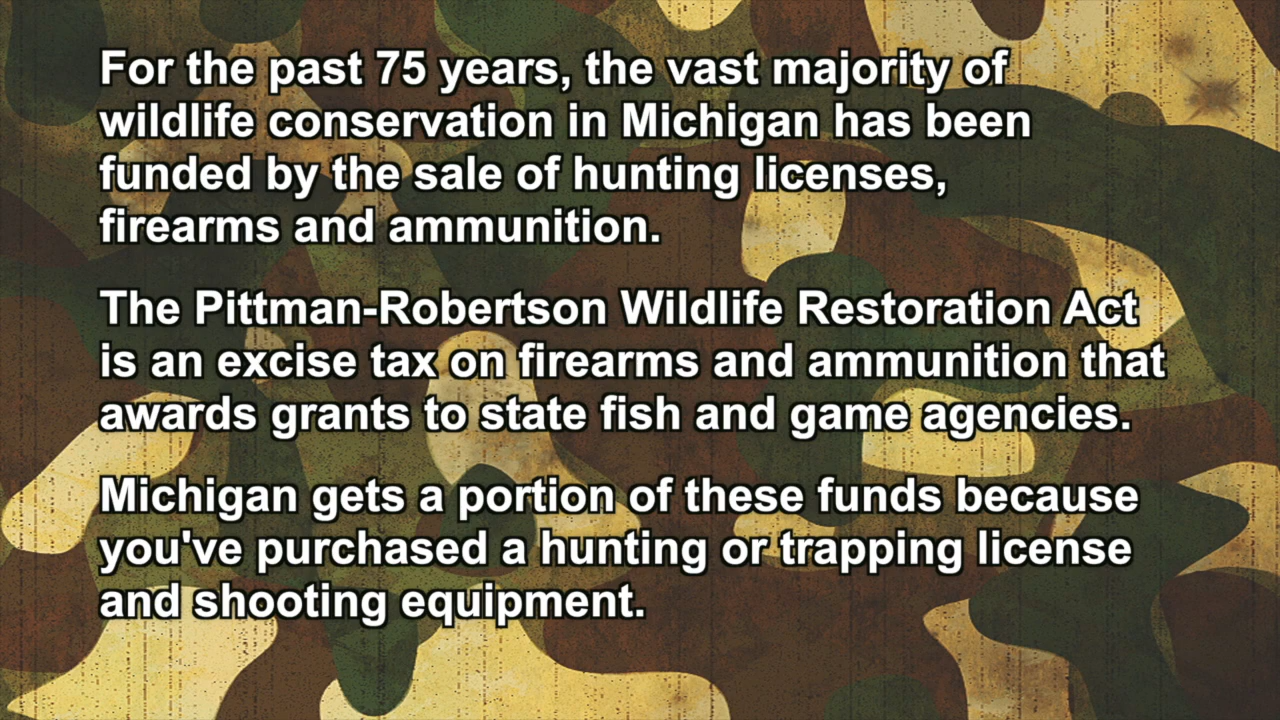 For the past 75 years, the vast majority of
wildlife conservation in Michigan has been
funded by the sale of hunting licenses,
firearms and ammunition.
The Pittman-Robertson Wildlife Restoration Act
is an excise tax on firearms and ammunition that
awards grants to state fish and game agencies.
Michigan gets a portion of these funds because
you've purchased a hunting or trapping license
and shooting equipment.